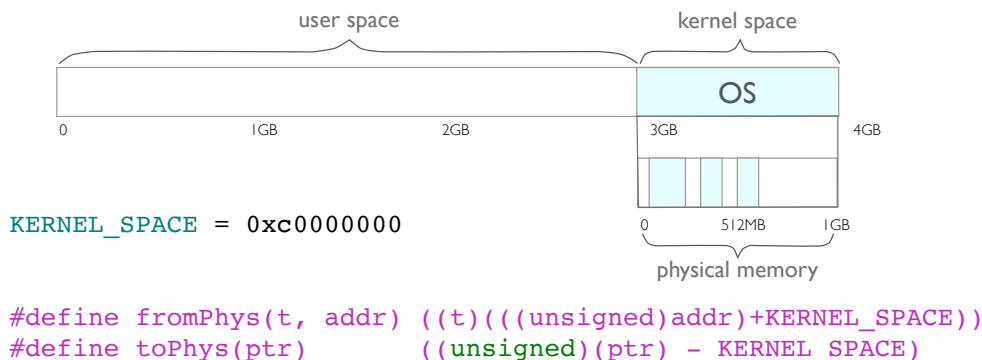 user space
kernel space
OS
0
1GB
2GB
3GB
4GB
KERNEL_SPACE = 0xc0000000
0
512MB
1GB
physical memory
#define fromPhys(t, addr) ((t)(((unsigned)addr)+KERNEL_SPACE))
#define toPhys(ptr) ((unsigned)(ptr) - KERNEL_SPACE)